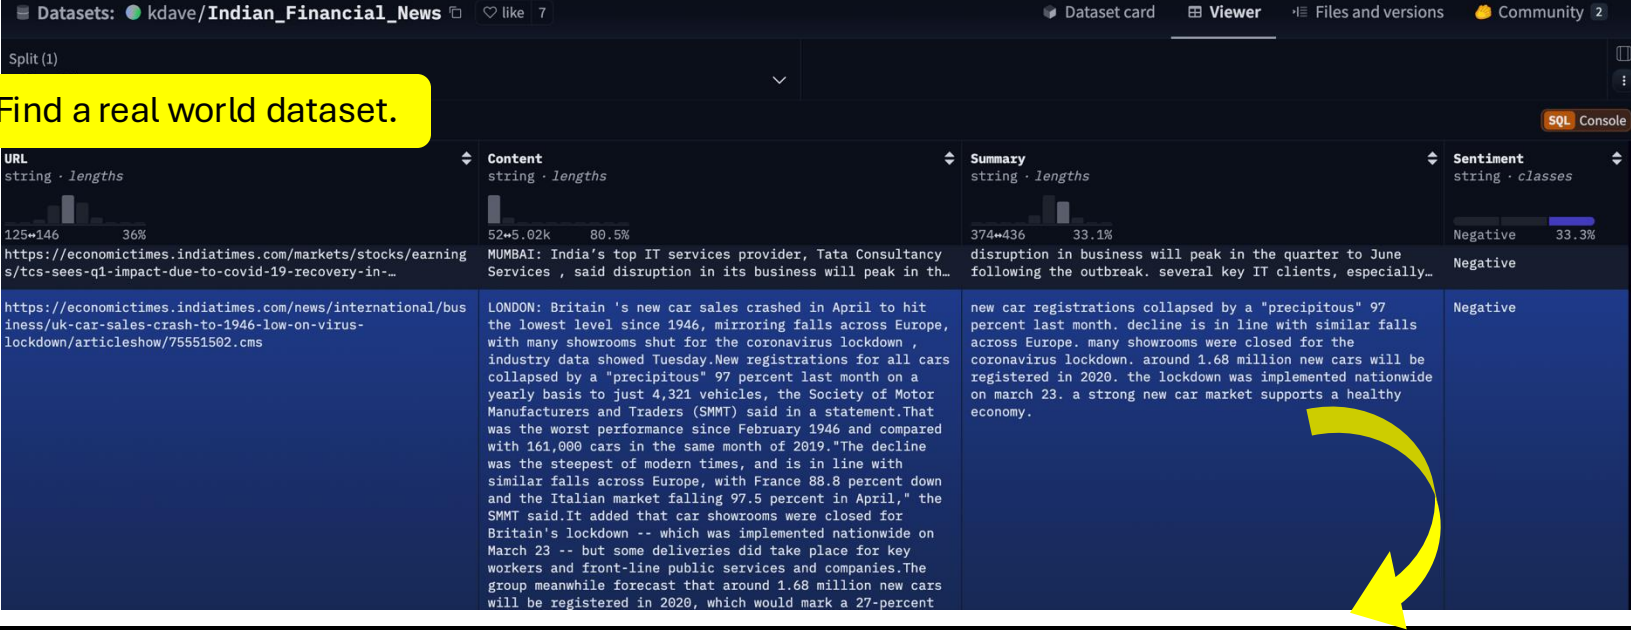 Datasets: kdave/Indian_Financial_News like 7 Dataset card Viewer Files and versions Community 2
Split (1)
Find a real world dataset.
SQL Console
URL
string · lengths
125↔146 36%
Content
string · lengths
52↔5.02k 80.5%
Summary
string · lengths
374↔436 33.1%
Sentiment
string · classes
Negative 33.3%
https://economictimes.indiatimes.com/markets/stocks/earning
s/tcs-sees-q1-impact-due-to-covid-19-recovery-in-…
MUMBAI: India’s top IT services provider, Tata Consultancy
Services , said disruption in its business will peak in th…
disruption in business will peak in the quarter to June
following the outbreak. several key IT clients, especially…
Negative
https://economictimes.indiatimes.com/news/international/bus
iness/uk-car-sales-crash-to-1946-low-on-virus-
lockdown/articleshow/75551502.cms
LONDON: Britain 's new car sales crashed in April to hit
the lowest level since 1946, mirroring falls across Europe,
with many showrooms shut for the coronavirus lockdown ,
industry data showed Tuesday.New registrations for all cars
collapsed by a "precipitous" 97 percent last month on a
yearly basis to just 4,321 vehicles, the Society of Motor
Manufacturers and Traders (SMMT) said in a statement.That
was the worst performance since February 1946 and compared
with 161,000 cars in the same month of 2019."The decline
was the steepest of modern times, and is in line with
similar falls across Europe, with France 88.8 percent down
and the Italian market falling 97.5 percent in April," the
SMMT said.It added that car showrooms were closed for
Britain's lockdown -- which was implemented nationwide on
March 23 -- but some deliveries did take place for key
workers and front-line public services and companies.The
group meanwhile forecast that around 1.68 million new cars
will be registered in 2020, which would mark a 27-percent
new car registrations collapsed by a "precipitous" 97
percent last month. decline is in line with similar falls
across Europe. many showrooms were closed for the
coronavirus lockdown. around 1.68 million new cars will be
registered in 2020. the lockdown was implemented nationwide
on march 23. a strong new car market supports a healthy
economy.
Negative